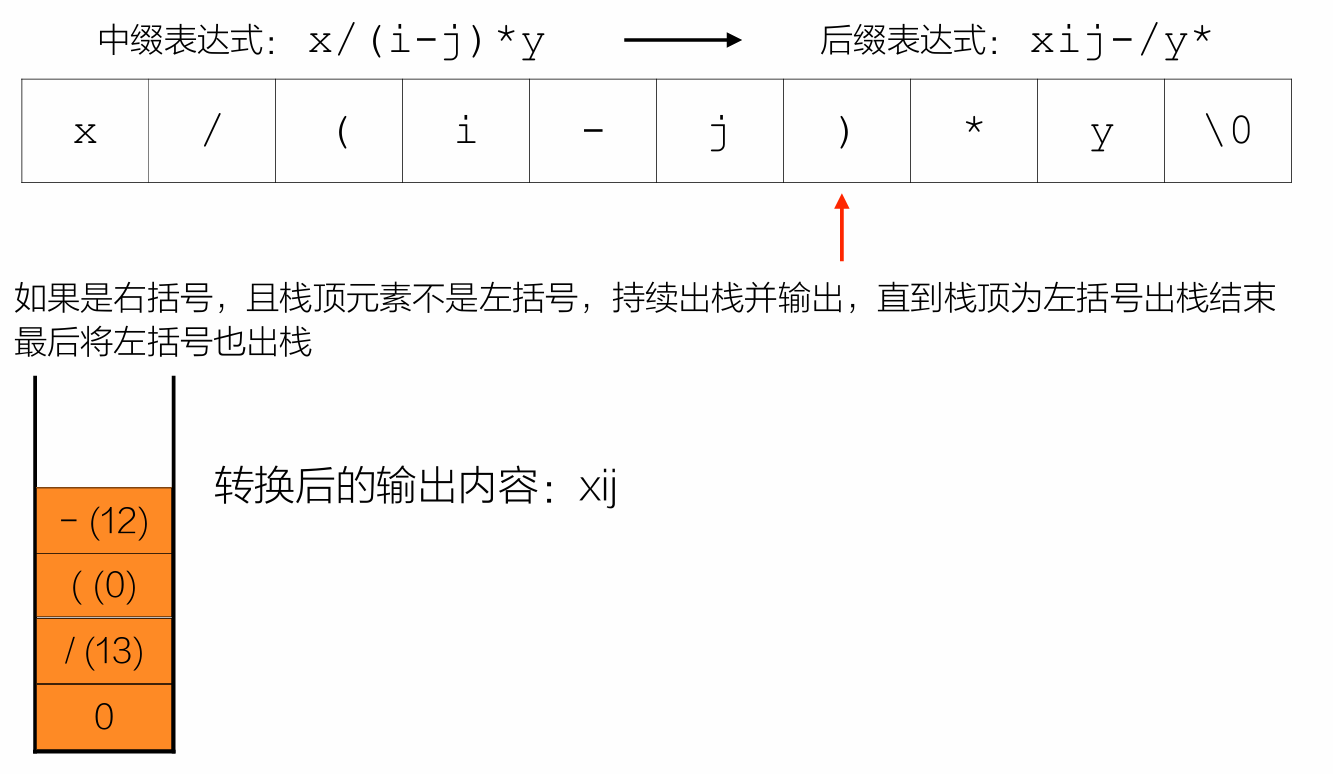 中缀表达式：x/(i-j)*y 后缀表达式：xij-/y*
x / ( i - j ) * y \0
如果是右括号，且栈顶元素不是左括号，持续出栈并输出，直到栈顶为左括号出栈结束
最后将左括号也出栈
转换后的输出内容：xij
- (12)
( (0)
/ (13)
0